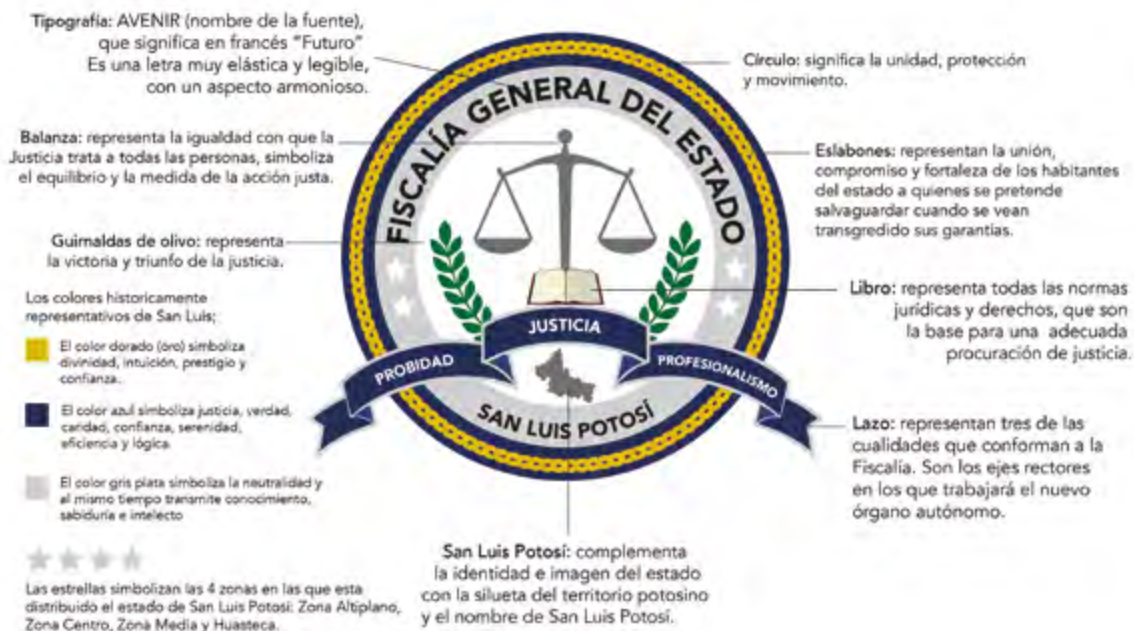 Tipografía: AVENIR (nombre de la fuente),
que significa en francés "Futuro"
Es una letra muy elástica y legible,
con un aspecto armonioso.
Balanza: representa la igualdad con que la
Justicia trata a todas las personas, simboliza
el equilibrio y la medida de la acción justa.
Guirnaldas de olivo: representa
la victoria y triunfo de la justicia.
Los colores historicamente
representativos de San Luis:
El color dorado (oro) simboliza
divinidad, intuición, prestigio y
confianza.
El color azul simboliza justicia, verdad,
caridad, confianza, serenidad,
eficiencia y lógica.
El color gris plata simboliza la neutralidad y
al mismo tiempo transmite conocimiento,
sabiduría e intelecto
Las estrellas simbolizan las 4 zonas en las que esta
distribuido el estado de San Luis Potosí: Zona Altiplano,
Zona Centro, Zona Media y Huasteca.
FISCALÍA GENERAL DEL ESTADO
JUSTICIA
PROBIDAD
PROFESIONALISMO
SAN LUIS POTOSÍ
San Luis Potosí: complementa
la identidad e imagen del estado
con la silueta del territorio potosino
y el nombre de San Luis Potosí.
Círculo: significa la unidad, protección
y movimiento.
Eslabones: representan la unión,
compromiso y fortaleza de los habitantes
del estado a quienes se pretende
salvaguardar cuando se vean
transgredido sus garantías.
Libro: representa todas las normas
jurídicas y derechos, que son
la base para una adecuada
procuración de justicia.
Lazo: representan tres de las
cualidades que conforman a la
Fiscalía. Son los ejes rectores
en los que trabajará el nuevo
órgano autónomo.